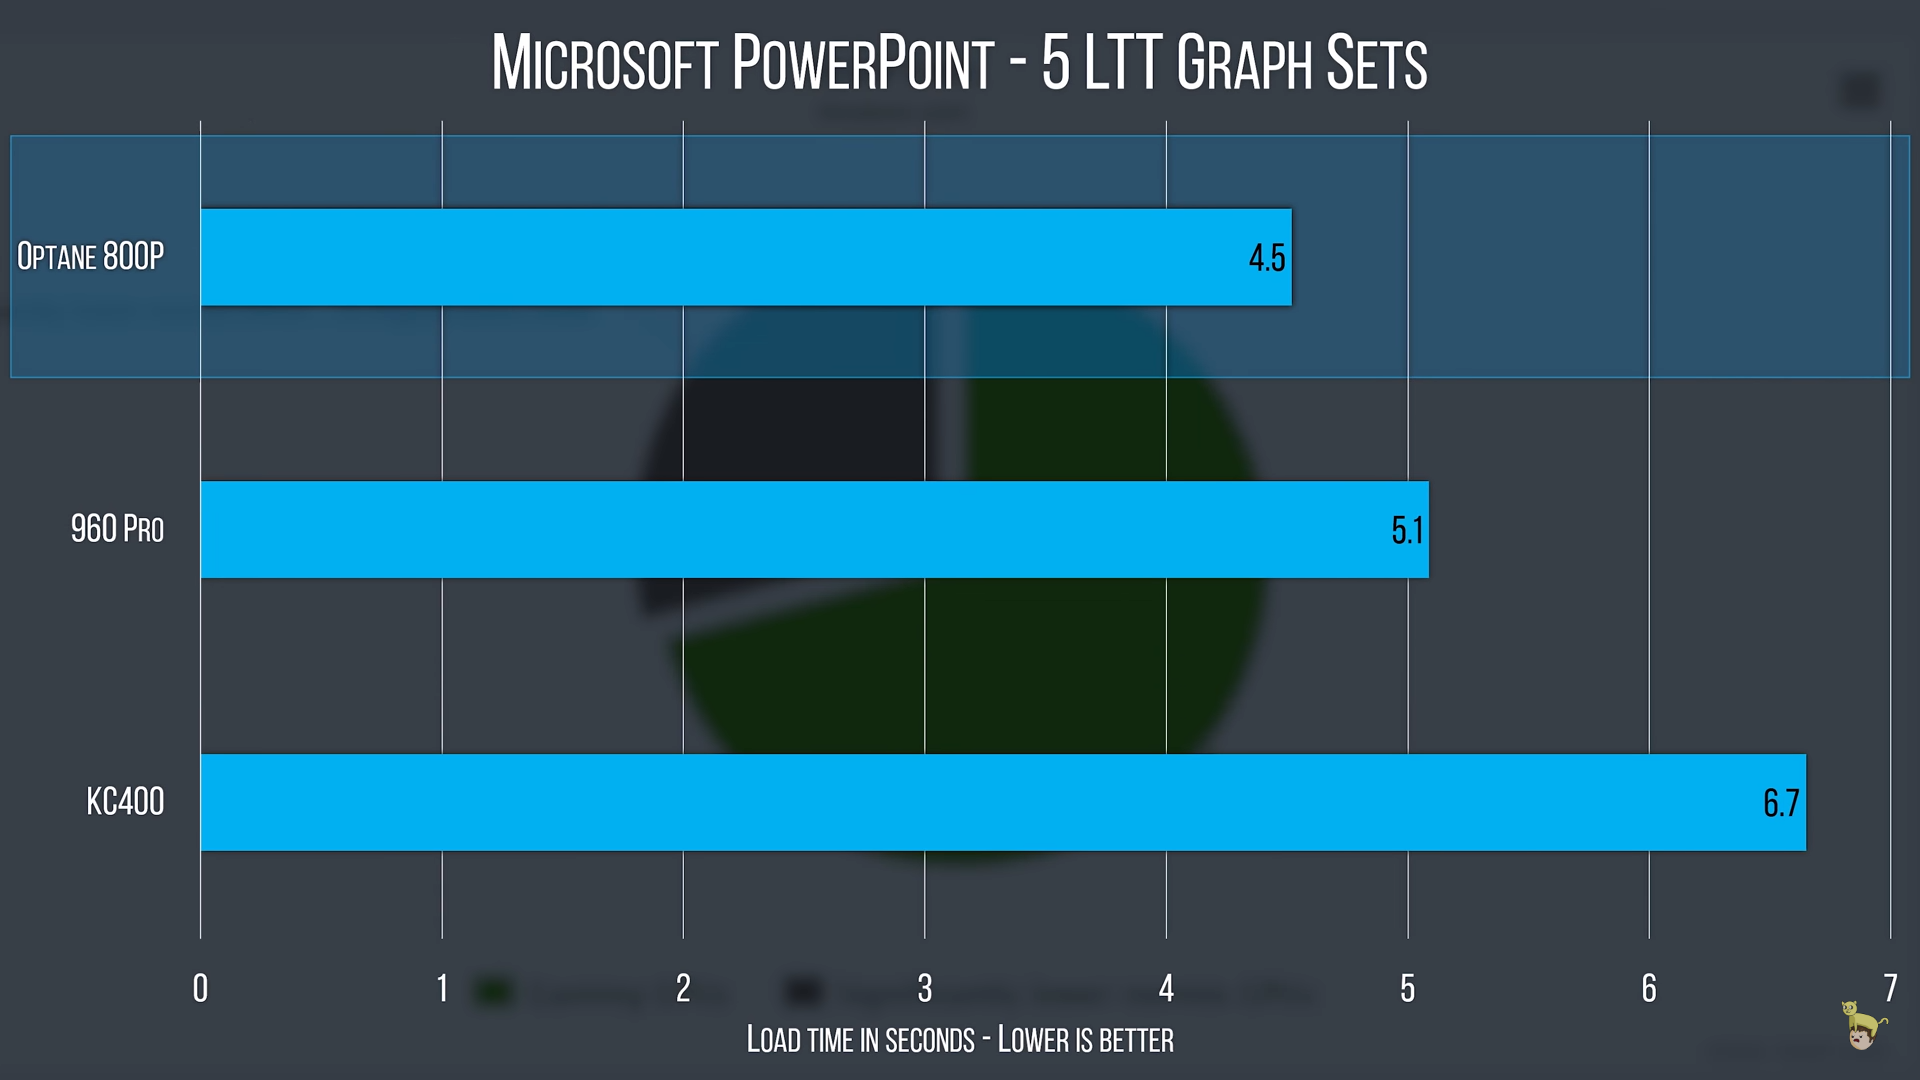 Microsoft PowerPoint - 5 LTT Graph Sets
Optane 800P
4.5
960 Pro
5.1
KC400
6.7
0 1 2 3 4 5 6 7
Load time in seconds - Lower is better